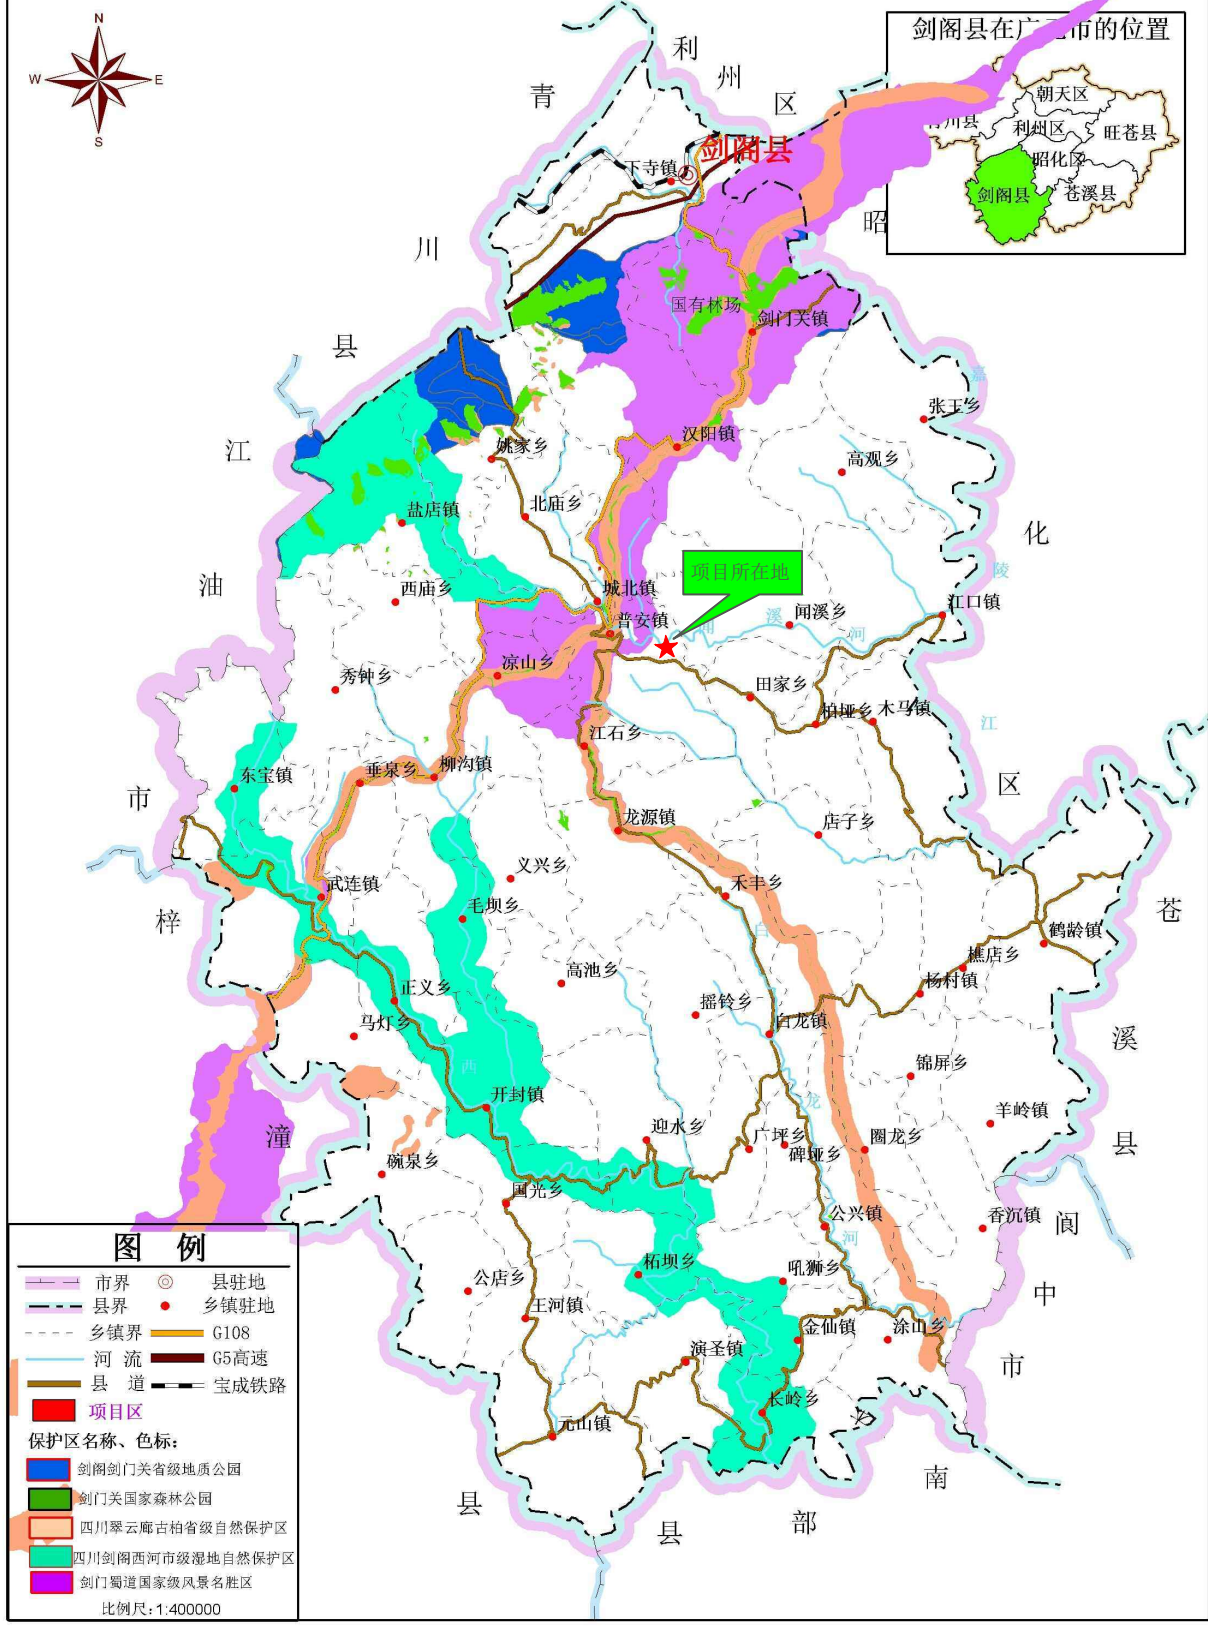 N
W
E
S
剑阁县在广元市的位置
朝天区
利州区
旺苍县
昭化区
剑阁县
苍溪县
利
州
区
青
川
县
昭
化
区
江
油
市
梓
潼
县
苍
溪
县
阆
中
市
南
部
县
剑阁县
下寺镇
国有林场
剑门关镇
张王乡
汉阳镇
高观乡
姚家乡
北庙乡
盐店镇
西庙乡
城北镇
普安镇
项目所在地
闻溪乡
江口镇
嘉
陵
江
闻
溪
河
秀钟乡
凉山乡
田家乡
柏垭乡
木马镇
江石乡
东宝镇
垂泉乡
柳沟镇
龙源镇
店子乡
义兴乡
禾丰乡
武连镇
毛坝乡
鹤龄镇
樵店乡
杨村镇
高池乡
正义乡
摇铃乡
白龙镇
马灯乡
锦屏乡
开封镇
羊岭镇
迎水乡
广坪乡
碑垭乡
圈龙乡
碗泉乡
国光乡
公兴镇
香沉镇
白
龙
河
西
柘坝乡
吼狮乡
公店乡
王河镇
金仙镇
涂山乡
演圣镇
长岭乡
元山镇
图 例
市界
县驻地
县界
乡镇驻地
乡镇界
G108
河 流
G5高速
县 道
宝成铁路
项目区
保护区名称、色标：
剑阁剑门关省级地质公园
剑门关国家森林公园
四川翠云廊古柏省级自然保护区
四川剑阁西河市级湿地自然保护区
剑门蜀道国家级风景名胜区
比例尺：1:400000